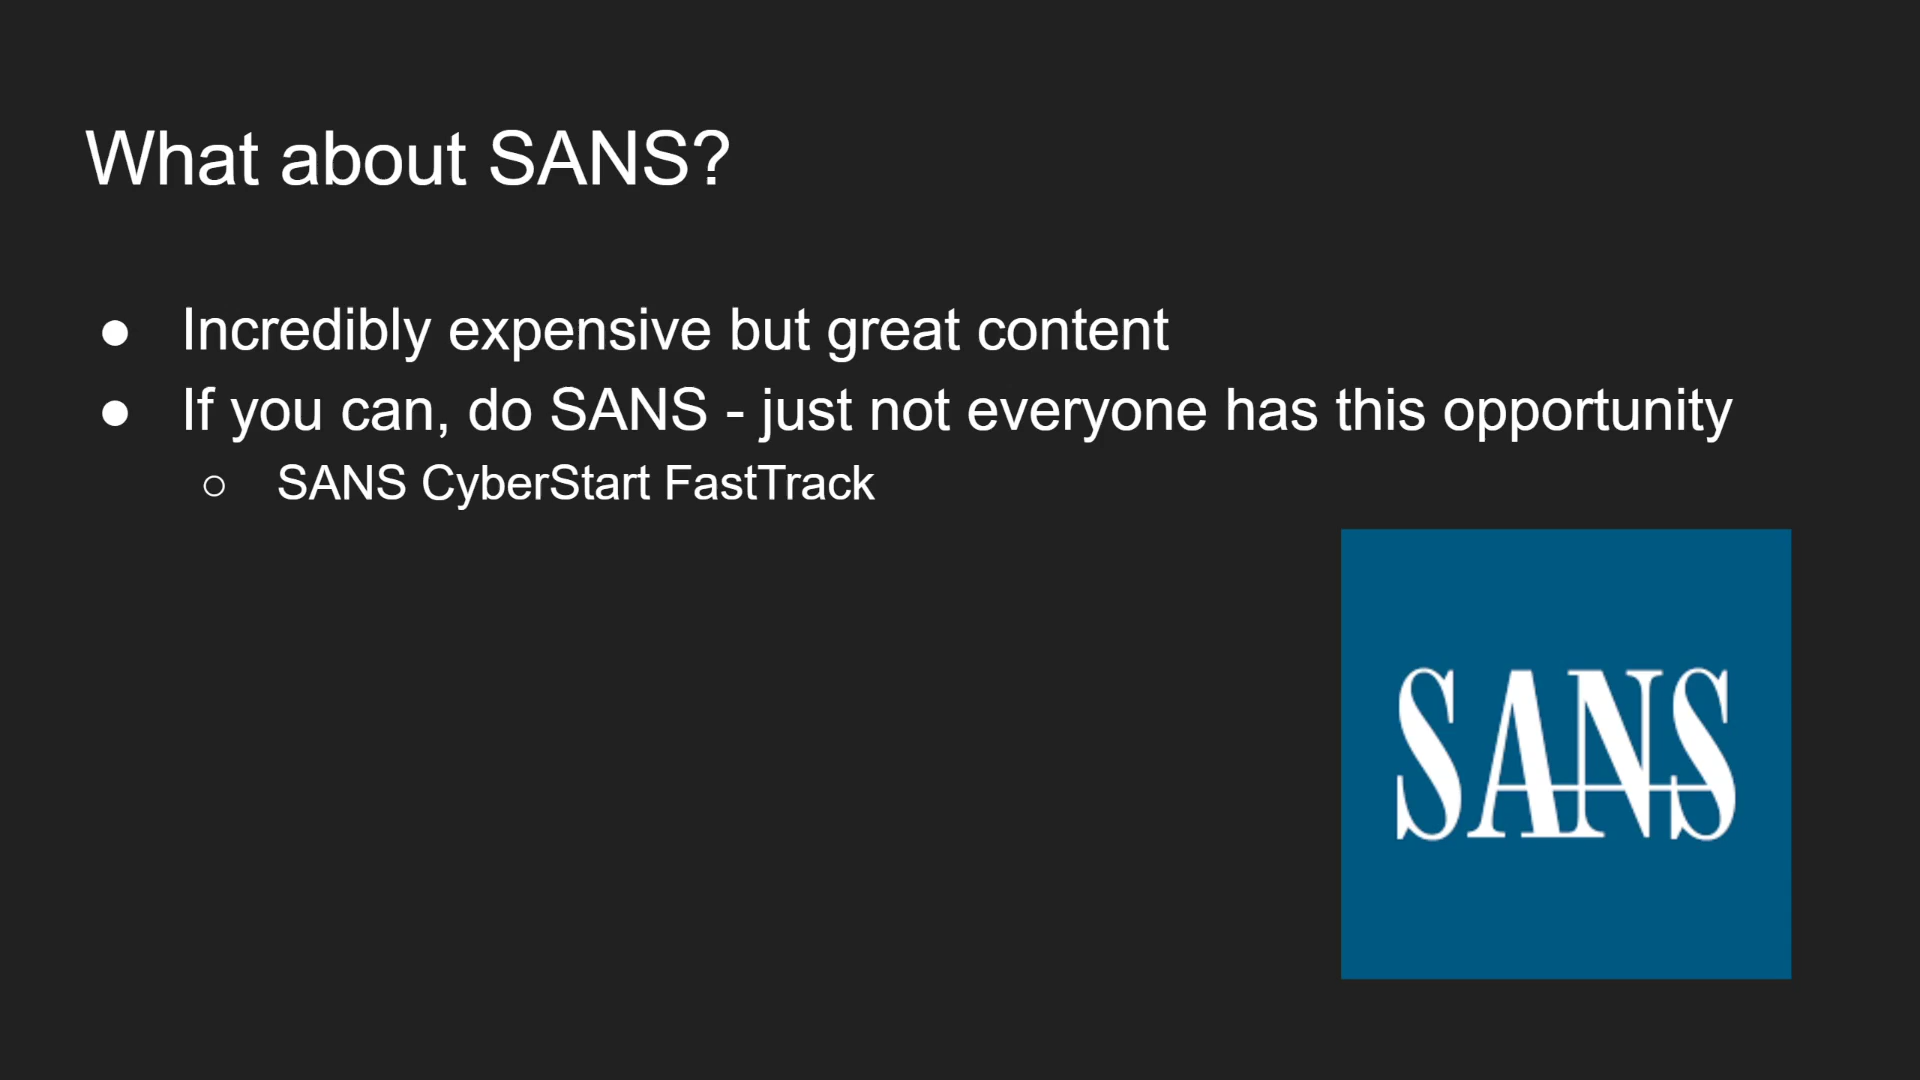 What about SANS?
● Incredibly expensive but great content
● If you can, do SANS - just not everyone has this opportunity
○ SANS CyberStart FastTrack
SANS